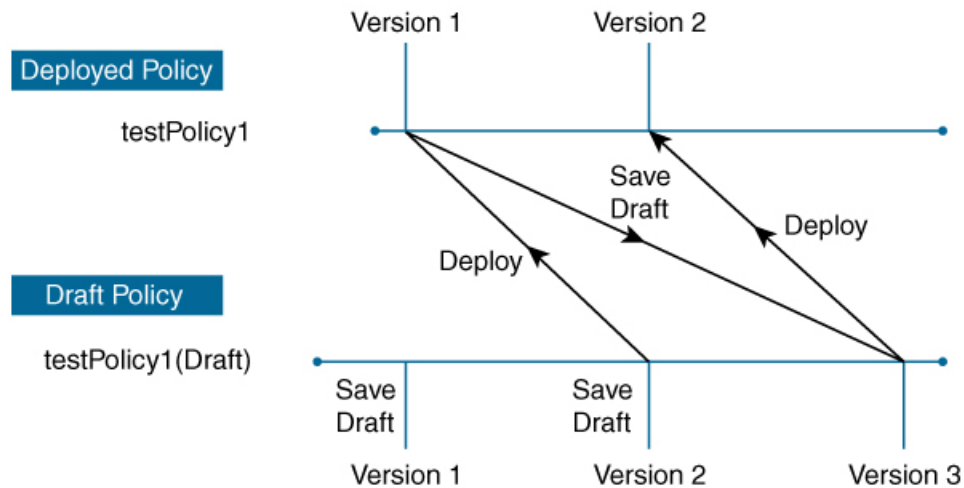 Version 1
Version 2
Deployed Policy
testPolicy1
Save
Draft
Deploy
Deploy
Draft Policy
testPolicy1(Draft)
Save
Draft
Save
Draft
Version 1
Version 2
Version 3